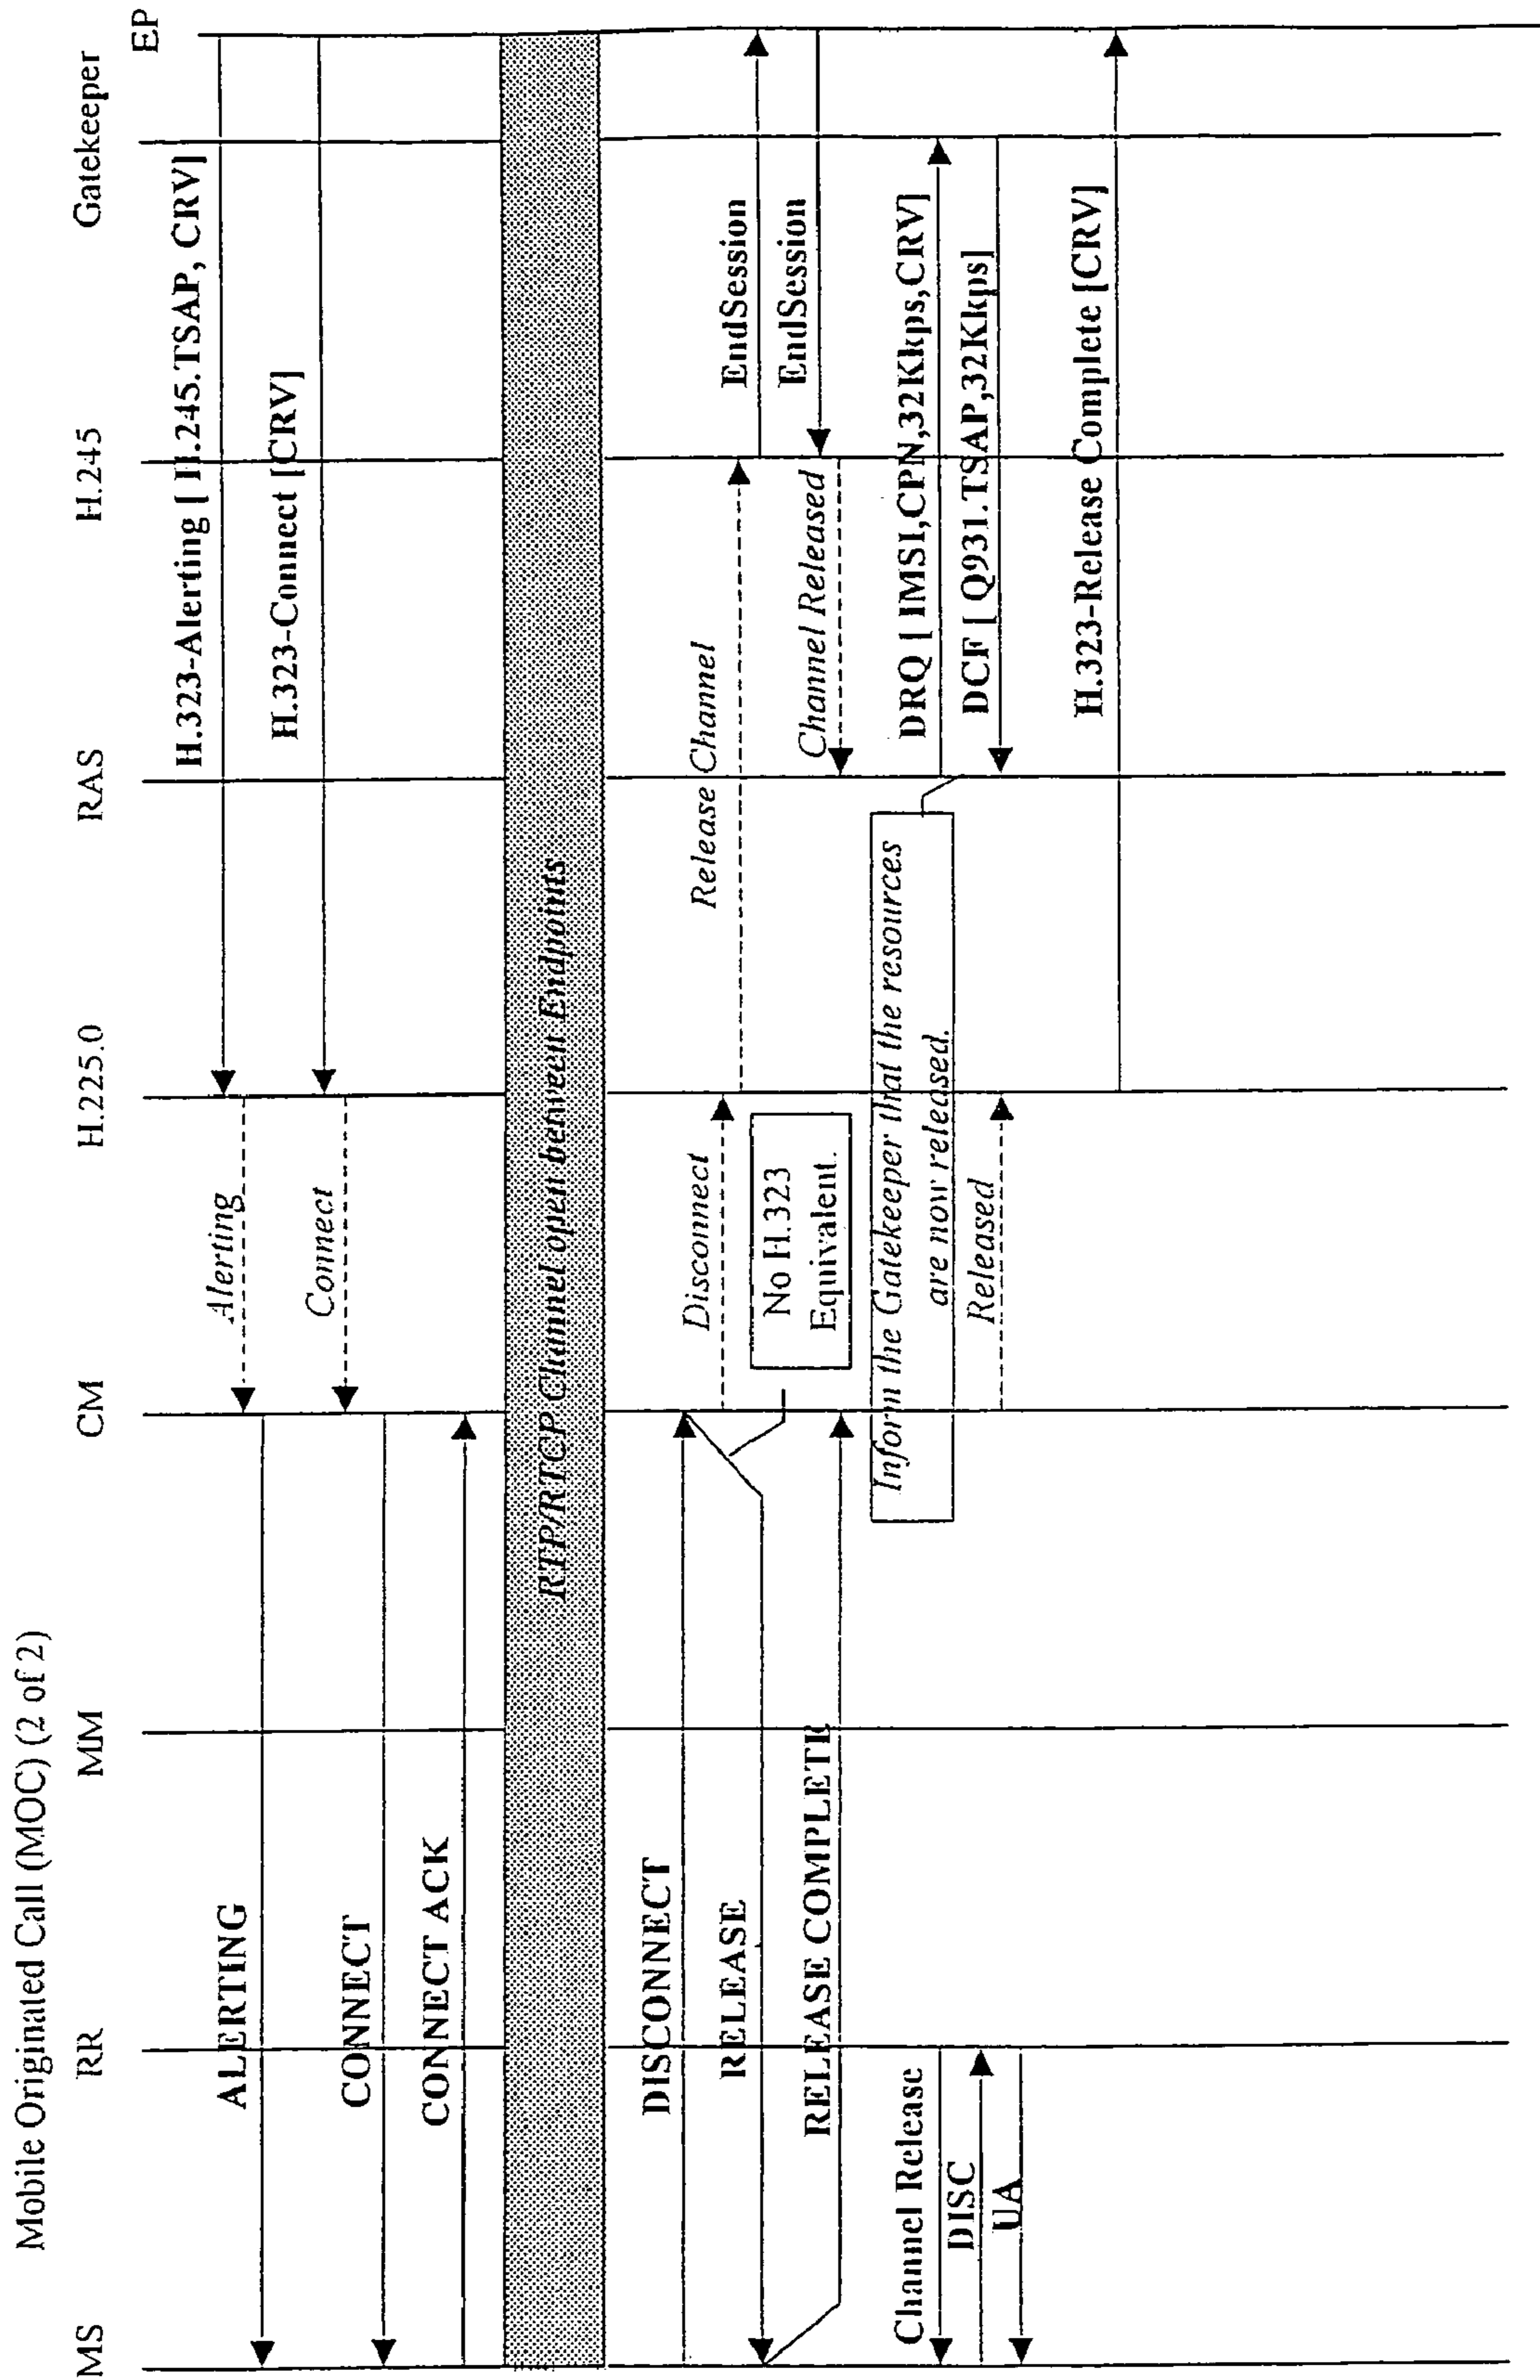 Mobile Originated Call (MOC) (2 of 2)
MS
RR
MM
CM
H.225.0
RAS
H.245
Gatekeeper
EP
H.323-Alerting [ H.245.TSAP, CRV]
Alerting
ALERTING
H.323-Connect [CRV]
Connect
CONNECT
CONNECT ACK
RTP/RTCP Channel open between Endpoints
DISCONNECT
Disconnect
Release Channel
EndSession
RELEASE
No H.323
Equivalent.
EndSession
RELEASE COMPLETE
Channel Released
Inform the Gatekeeper that the resources
are now released.
Channel Release
DRQ [ IMSI,CPN,32Kkps,CRV]
DISC
Released
DCF [ Q931.TSAP,32Kkps]
UA
H.323-Release Complete [CRV]